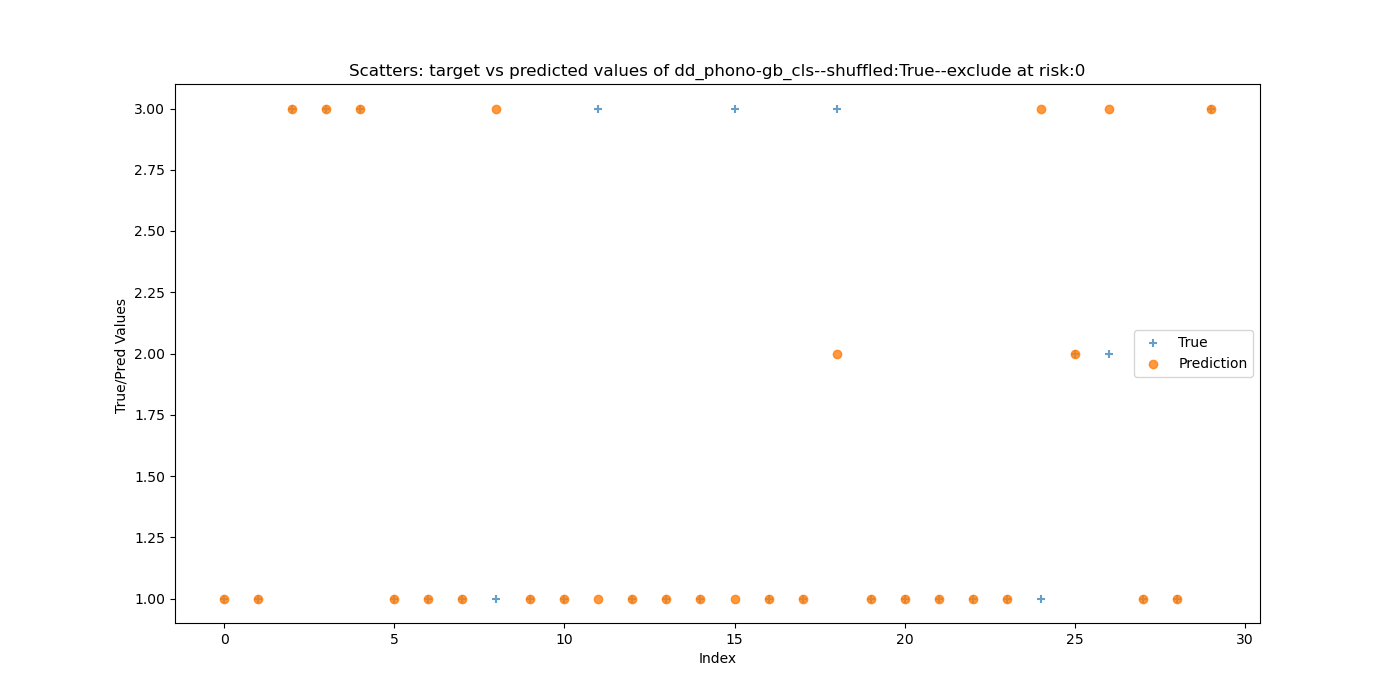 Scatters: target vs predicted values of dd_phono-gb_cls--shuffled:True--exclude at risk:0
3.00
2.75
2.50
2.25
2.00
1.75
1.50
1.25
1.00
True/Pred Values
True
Prediction
0 5 10 15 20 25 30
Index